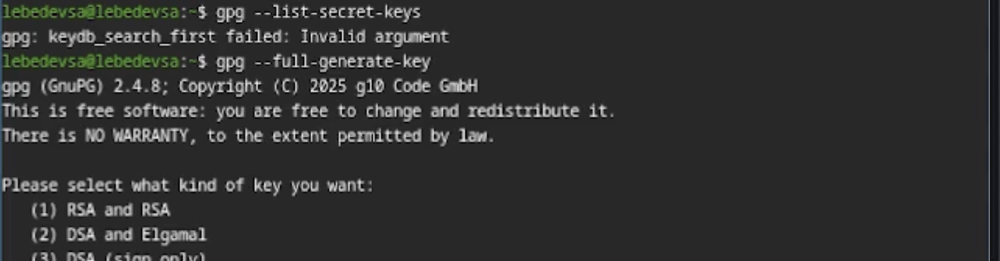 lebedevsa@lebedevsa:~$ gpg --list-secret-keys
gpg: keydb_search_first failed: Invalid argument
lebedevsa@lebedevsa:~$ gpg --full-generate-key
gpg (GnuPG) 2.4.8; Copyright (C) 2025 g10 Code GmbH
This is free software: you are free to change and redistribute it.
There is NO WARRANTY, to the extent permitted by law.
Please select what kind of key you want:
(1) RSA and RSA
(2) DSA and Elgamal
(3) DSA (sign only)